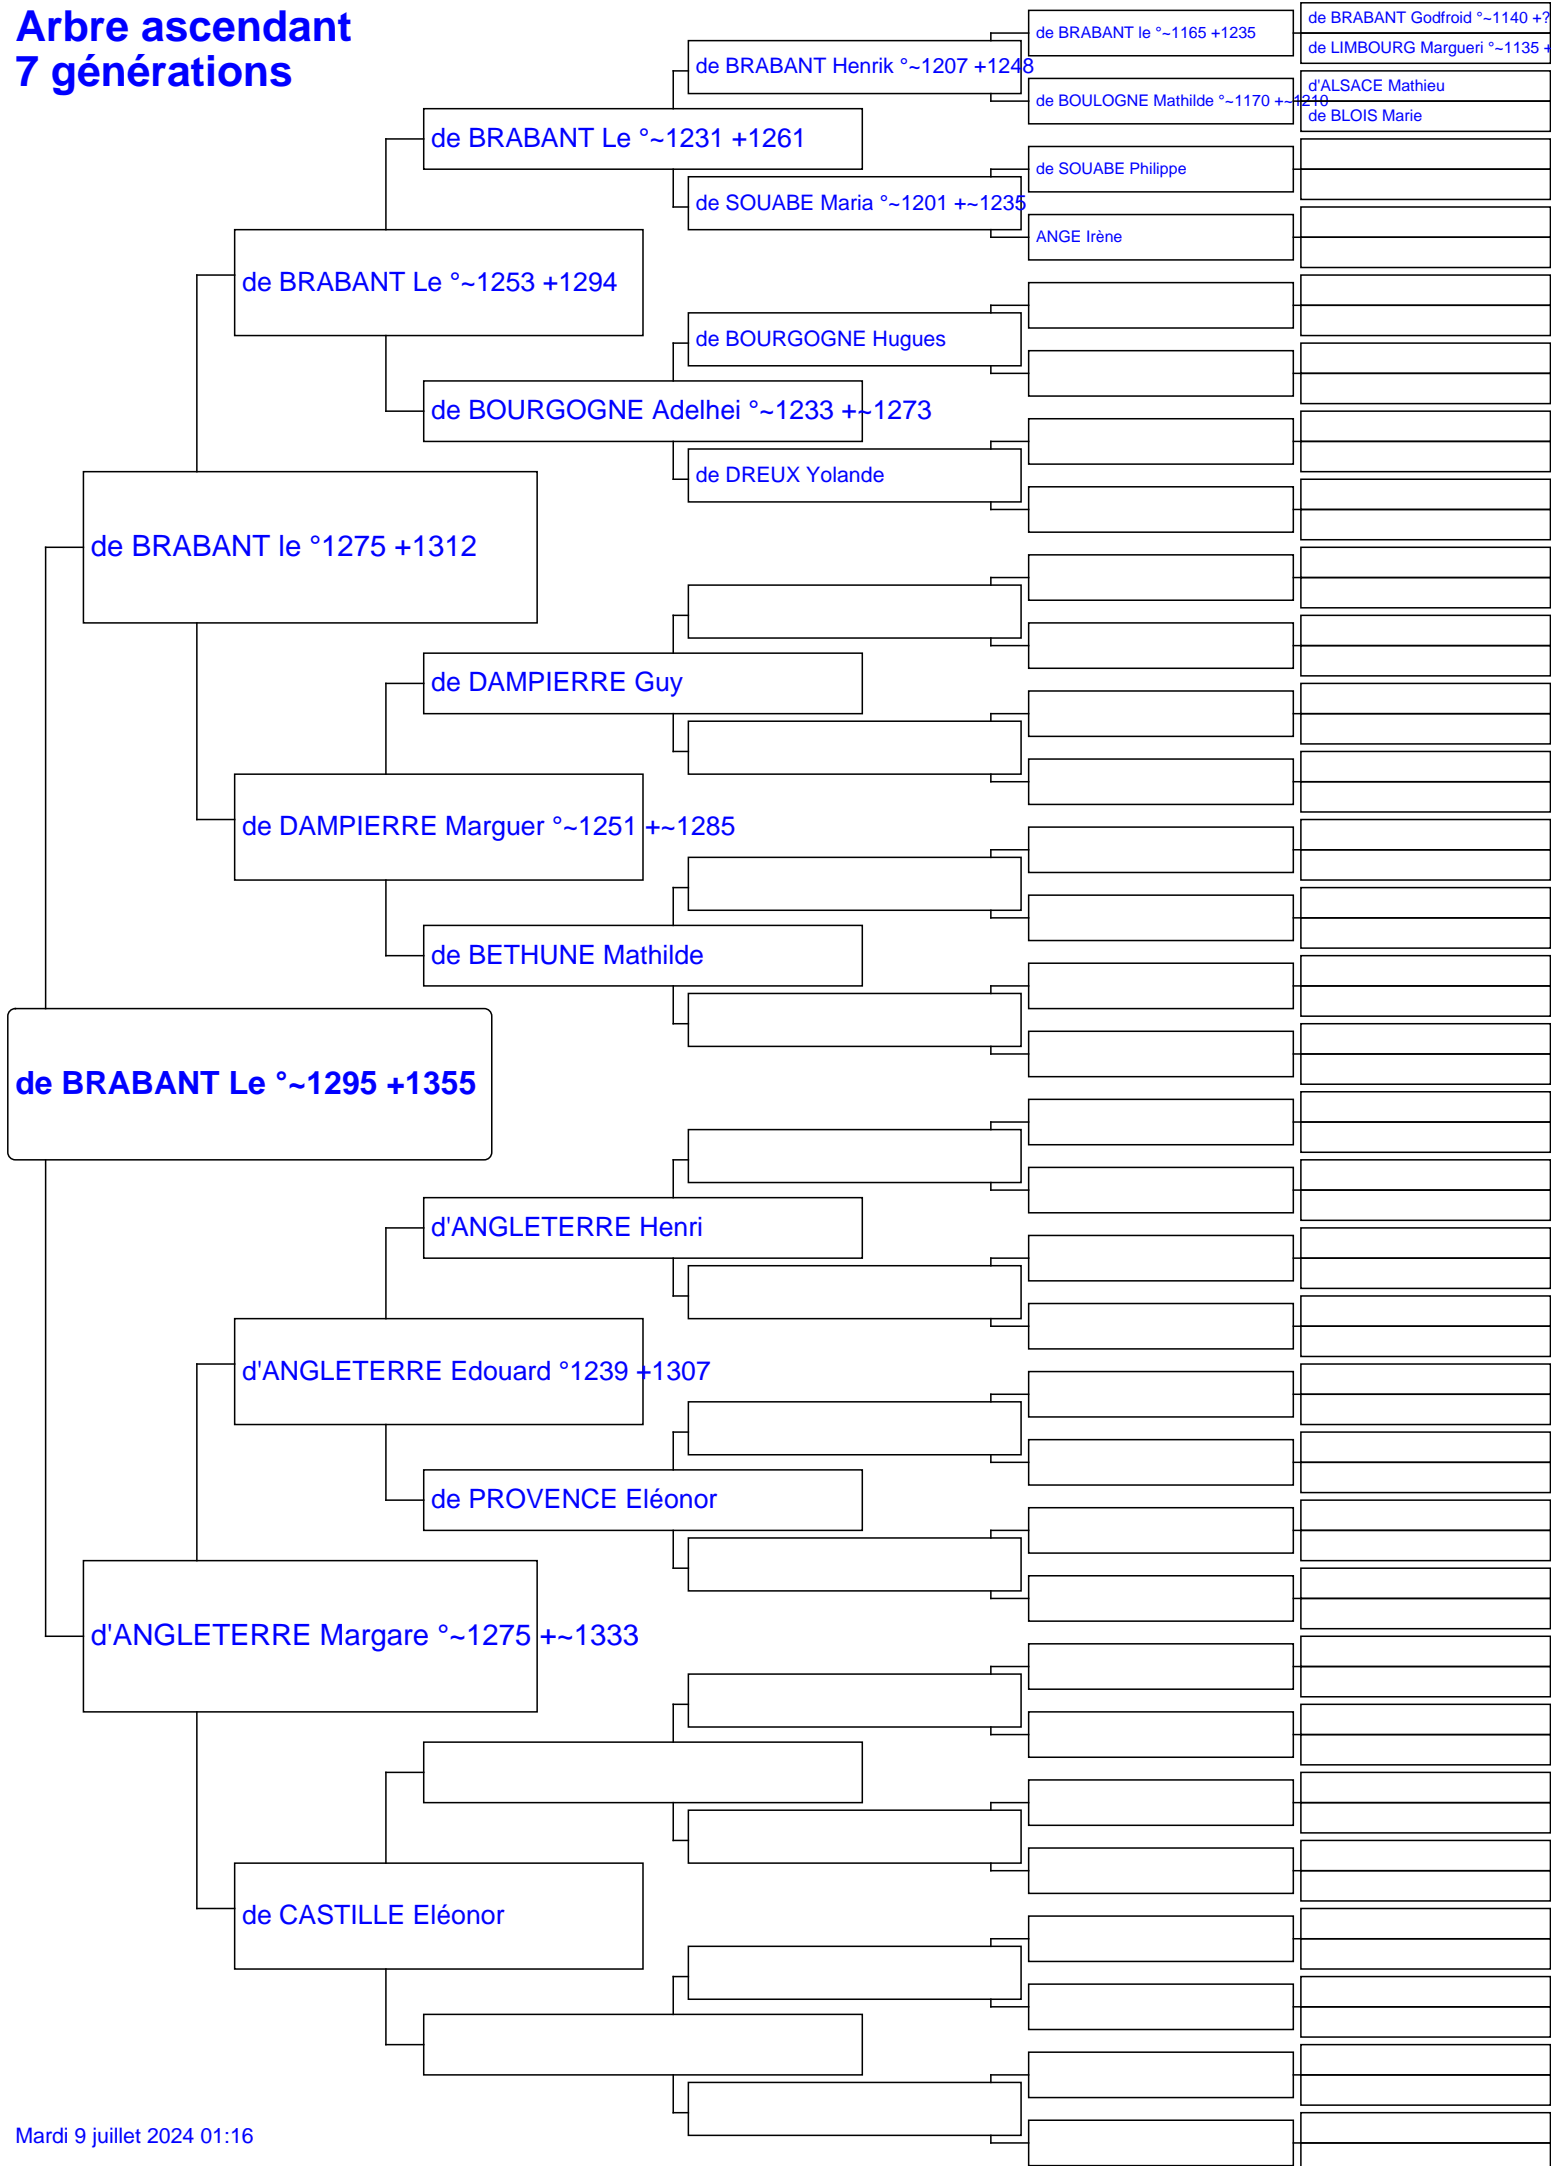 Arbre ascendant
7 générations
de BRABANT Godfroid °~1140 +?
de BRABANT le °~1165 +1235
de LIMBOURG Margueri °~1135 +
de BRABANT Henrik °~1207 +1248
d'ALSACE Mathieu
de BOULOGNE Mathilde °~1170 +~1210
de BLOIS Marie
de BRABANT Le °~1231 +1261
de SOUABE Philippe
de SOUABE Maria °~1201 +~1235
ANGE Irène
de BRABANT Le °~1253 +1294
de BOURGOGNE Hugues
de BOURGOGNE Adelhei °~1233 +~1273
de DREUX Yolande
de BRABANT le °1275 +1312
de DAMPIERRE Guy
de DAMPIERRE Marguer °~1251 +~1285
de BETHUNE Mathilde
de BRABANT Le °~1295 +1355
d'ANGLETERRE Henri
d'ANGLETERRE Edouard °1239 +1307
de PROVENCE Eléonor
d'ANGLETERRE Margare °~1275 +~1333
de CASTILLE Eléonor
Mardi 9 juillet 2024 01:16